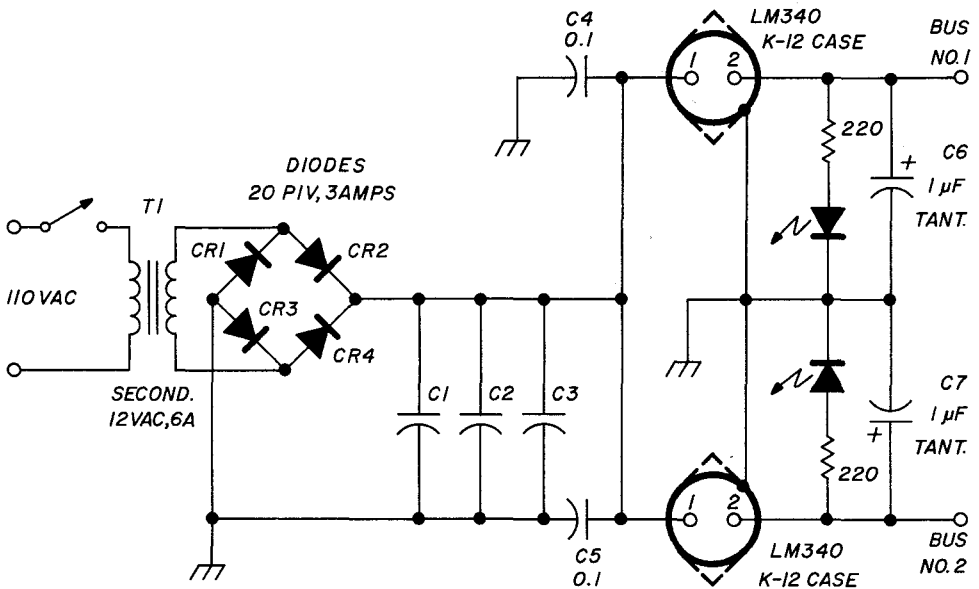 C4
0.1
LM340
K-12 CASE
BUS
NO.1
1 2
220
C6
+
1 µF
TANT.
DIODES
20 PIV, 3AMPS
T1
CR1
CR2
110 VAC
CR3
CR4
SECOND.
12VAC, 6A
C1
C2
C3
C7
1 µF
+
TANT.
220
1 2
C5
0.1
LM340
K-12 CASE
BUS
NO.2